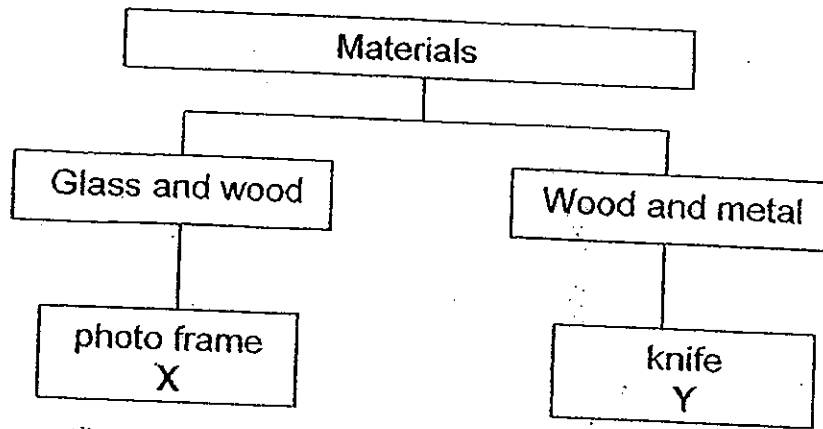 Materials
Glass and wood
Wood and metal
photo frame
X
knife
Y